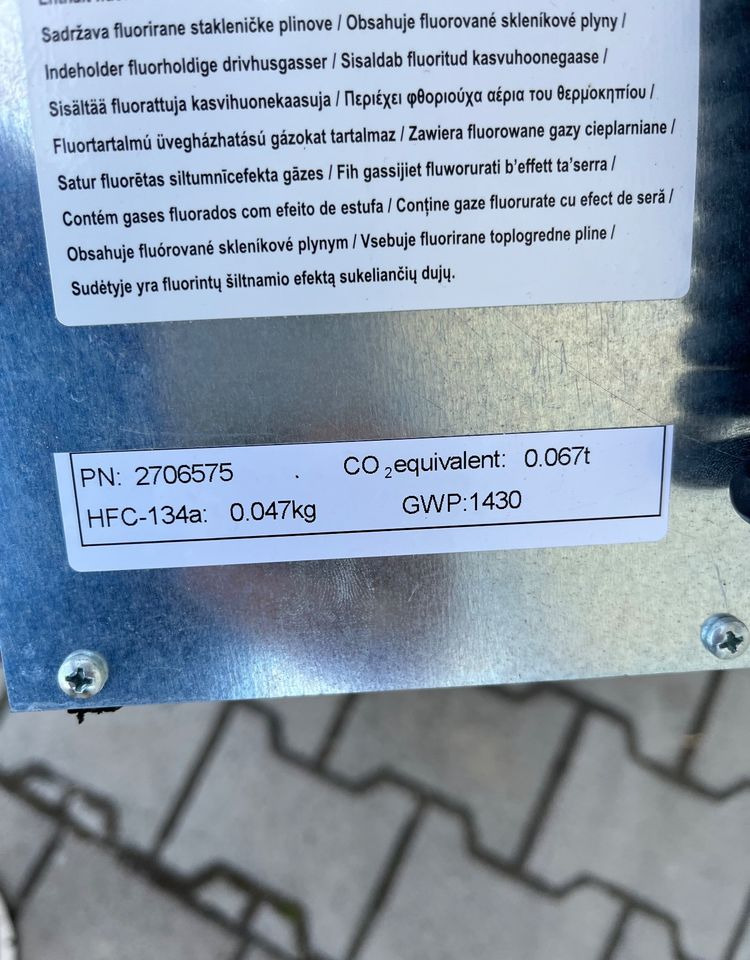 Sadržava fluorirane stakleničke plinove / Obsahuje fluorované skleníkové plyny /
Indeholder fluorholdige drivhusgasser / Sisaldab fluoritud kasvuhoonegaase /
Sisältää fluorattuja kasvihuonekaasuja / Περιέχει φθοριούχα αέρια του θερμοκηπίου /
Fluortartalmú üvegházhatású gázokat tartalmaz / Zawiera fluorowane gazy cieplarniane /
Satur fluorētas siltumnīcefekta gāzes / Fih gassijiet fluworurati b'effett ta'serra /
Contém gases fluorados com efeito de estufa / Conține gaze fluorurate cu efect de seră /
Obsahuje fluórované skleníkové plynym / Vsebuje fluorirane toplogredne pline /
Sudėtyje yra fluorintų šiltnamio efektą sukeliančių dujų.
PN: 2706575 CO₂equivalent: 0.067t
HFC-134a: 0.047kg GWP:1430